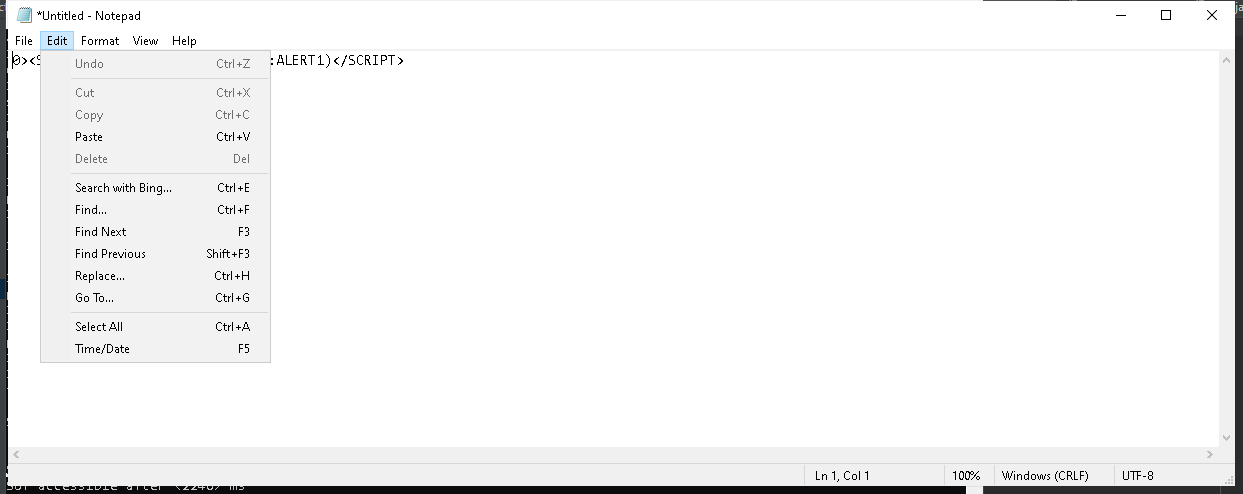 *Untitled - Notepad
File Edit Format View Help
0><S :ALERT1)</SCRIPT>
Undo Ctrl+Z
Cut Ctrl+X
Copy Ctrl+C
Paste Ctrl+V
Delete Del
Search with Bing... Ctrl+E
Find... Ctrl+F
Find Next F3
Find Previous Shift+F3
Replace... Ctrl+H
Go To... Ctrl+G
Select All Ctrl+A
Time/Date F5
Ln 1, Col 1 100% Windows (CRLF) UTF-8